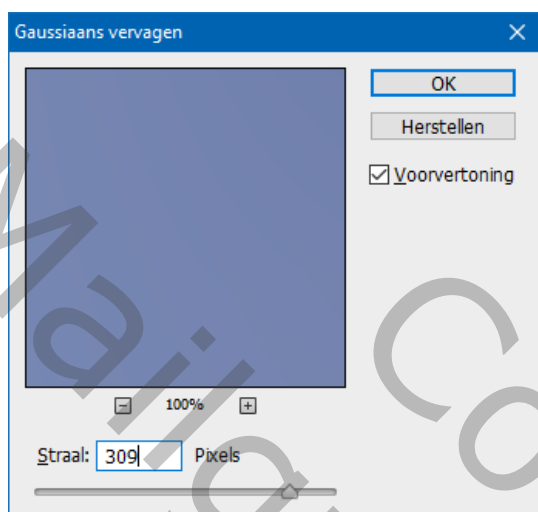 Gaussiaans vervagen
OK
Herstellen
Voorvertoning
100%
Straal: 309 Pixels